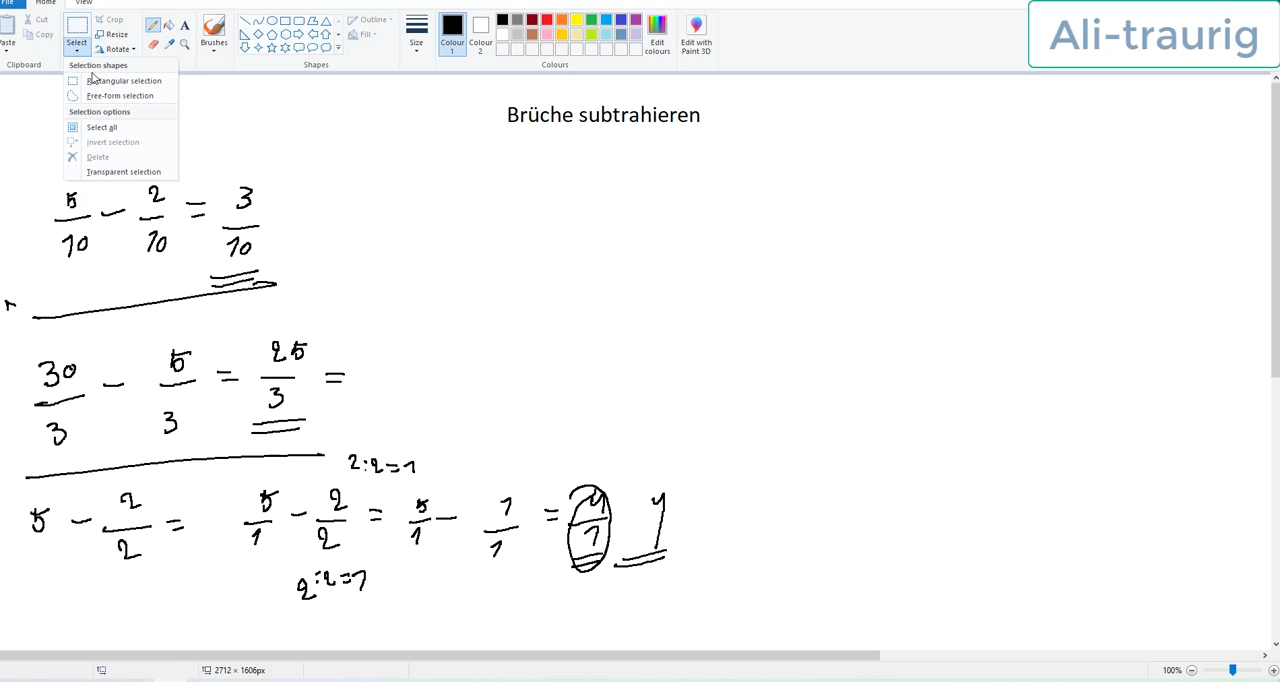 File Home View
Cut Crop Outline
Copy Resize Fill
Paste Select Rotate Brushes Size Colour 1 Colour 2 Edit colours Edit with Paint 3D
Clipboard Shapes Colours
Ali-traurig
Selection shapes
Rectangular selection
Free-form selection
Selection options
Select all
Invert selection
Delete
Transparent selection
Brüche subtrahieren
5/10 - 2/10 = 3/10
30/3 - 5/3 = 25/3 =
2:2=1
5 - 2/2 = 5/1 - 2/2 = 5/1 - 1/1 = 4/1 4
2:2=1
2712 × 1606px
100%